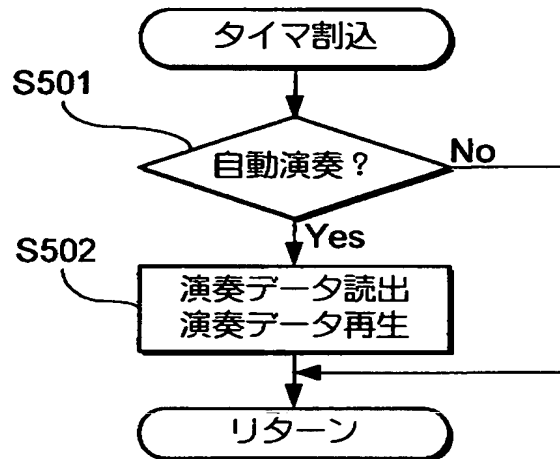 タイマ割込
S501
自動演奏？
No
Yes
S502
演奏データ読出
演奏データ再生
リターン